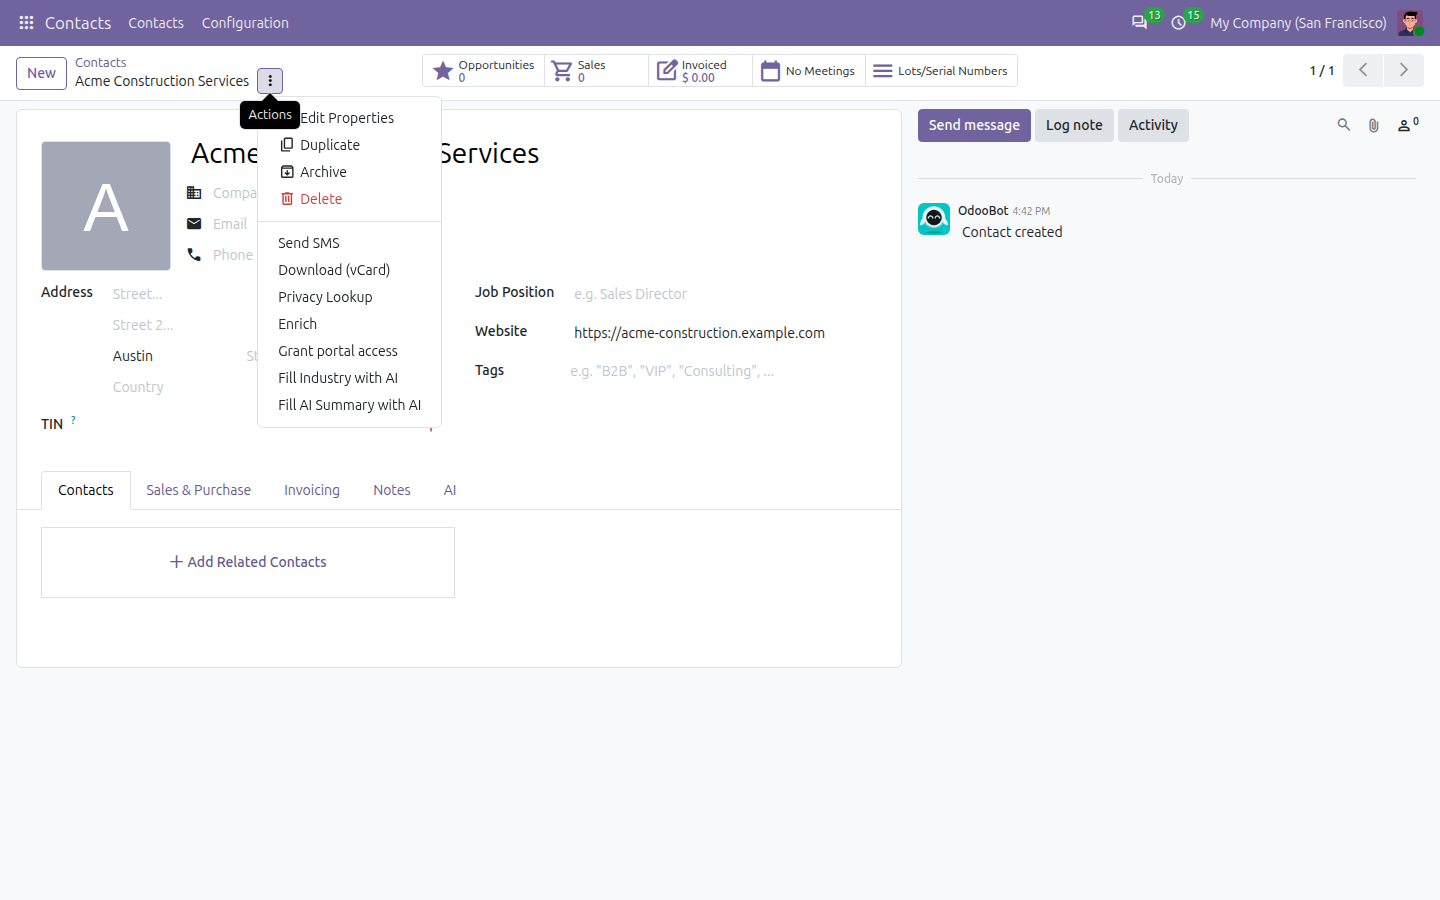 Contacts
Contacts
Configuration
13
15
My Company (San Francisco)
New
Contacts
Acme Construction Services
Opportunities
0
Sales
0
Invoiced
$ 0.00
No Meetings
Lots/Serial Numbers
1 / 1
Actions
Edit Properties
Duplicate
Archive
Delete
Send SMS
Download (vCard)
Privacy Lookup
Enrich
Grant portal access
Fill Industry with AI
Fill AI Summary with AI
A
Acme
Services
Compa
Email
Phone
Address
Street...
Street 2...
Austin
St
Country
TIN ?
Job Position
e.g. Sales Director
Website
https://acme-construction.example.com
Tags
e.g. "B2B", "VIP", "Consulting", ...
Contacts
Sales & Purchase
Invoicing
Notes
AI
Add Related Contacts
Send message
Log note
Activity
0
Today
OdooBot 4:42 PM
Contact created